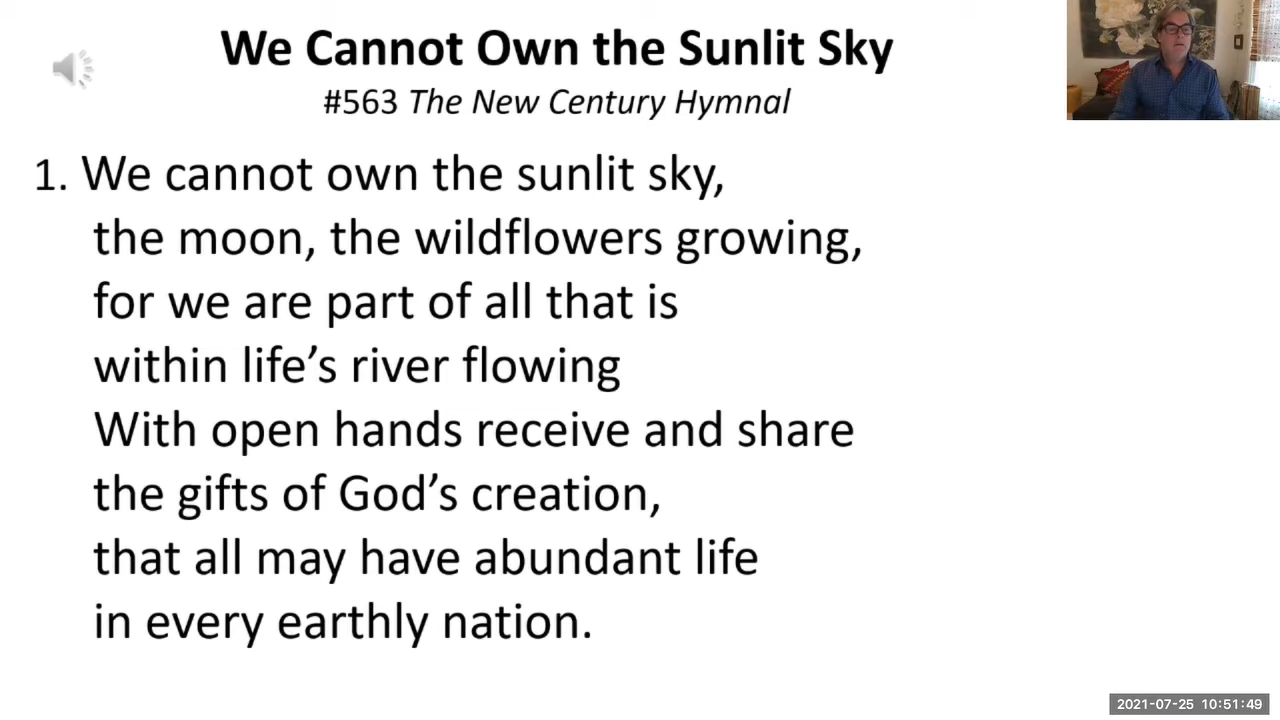 We Cannot Own the Sunlit Sky
#563 The New Century Hymnal
1. We cannot own the sunlit sky,
the moon, the wildflowers growing,
for we are part of all that is
within life’s river flowing
With open hands receive and share
the gifts of God’s creation,
that all may have abundant life
in every earthly nation.
2021-07-25 10:51:49